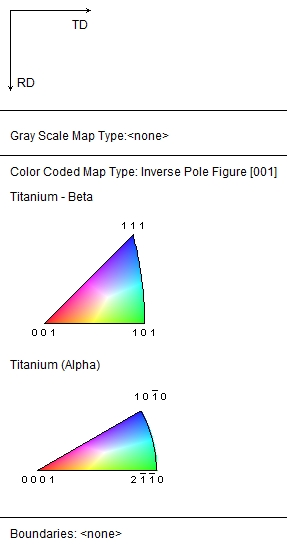 TD
RD
Gray Scale Map Type:<none>
Color Coded Map Type: Inverse Pole Figure [001]
Titanium - Beta
1 1 1
0 0 1 1 0 1
Titanium (Alpha)
1 0 1̅ 0
0 0 0 1 2 1̅ 1̅ 0
Boundaries: <none>